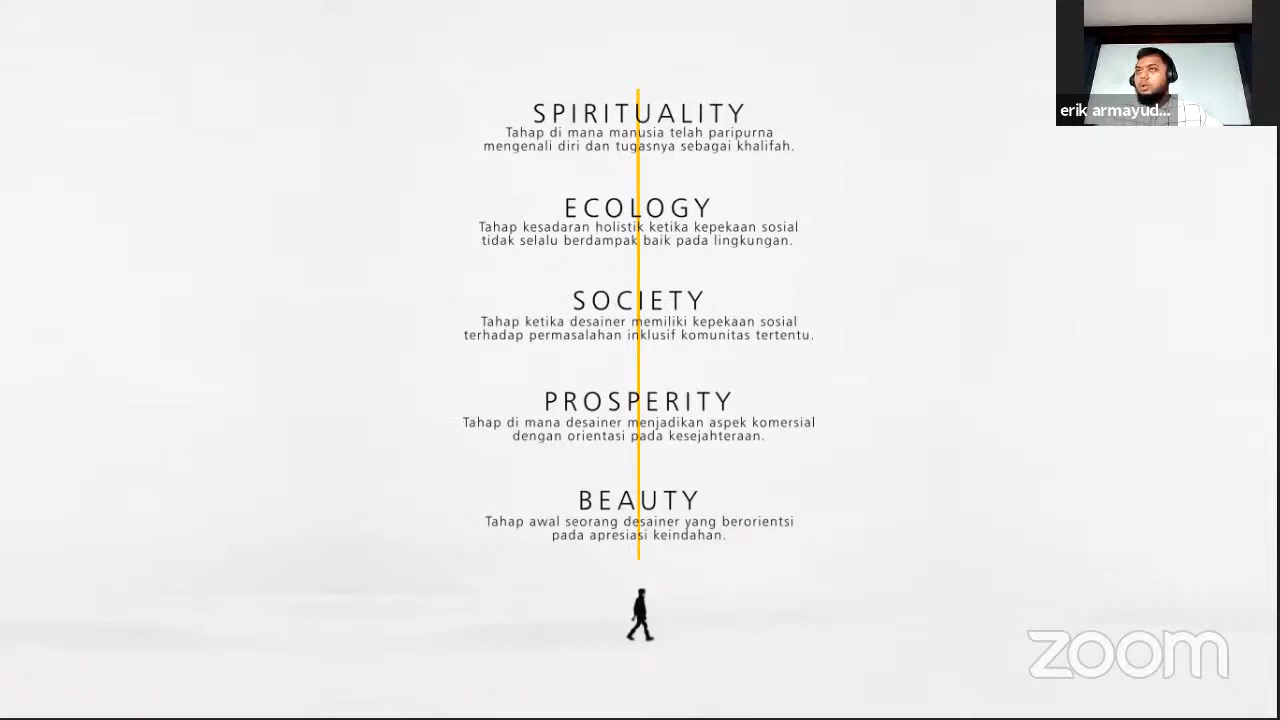 SPIRITUALITY
Tahap di mana manusia telah paripurna
mengenali diri dan tugasnya sebagai khalifah.
ECOLOGY
Tahap kesadaran holistik ketika kepekaan sosial
tidak selalu berdampak baik pada lingkungan.
SOCIETY
Tahap ketika desainer memiliki kepekaan sosial
terhadap permasalahan inklusif komunitas tertentu.
PROSPERITY
Tahap di mana desainer menjadikan aspek komersial
dengan orientasi pada kesejahteraan.
BEAUTY
Tahap awal seorang desainer yang berorientsi
pada apresiasi keindahan.
erik armayud...
zoom